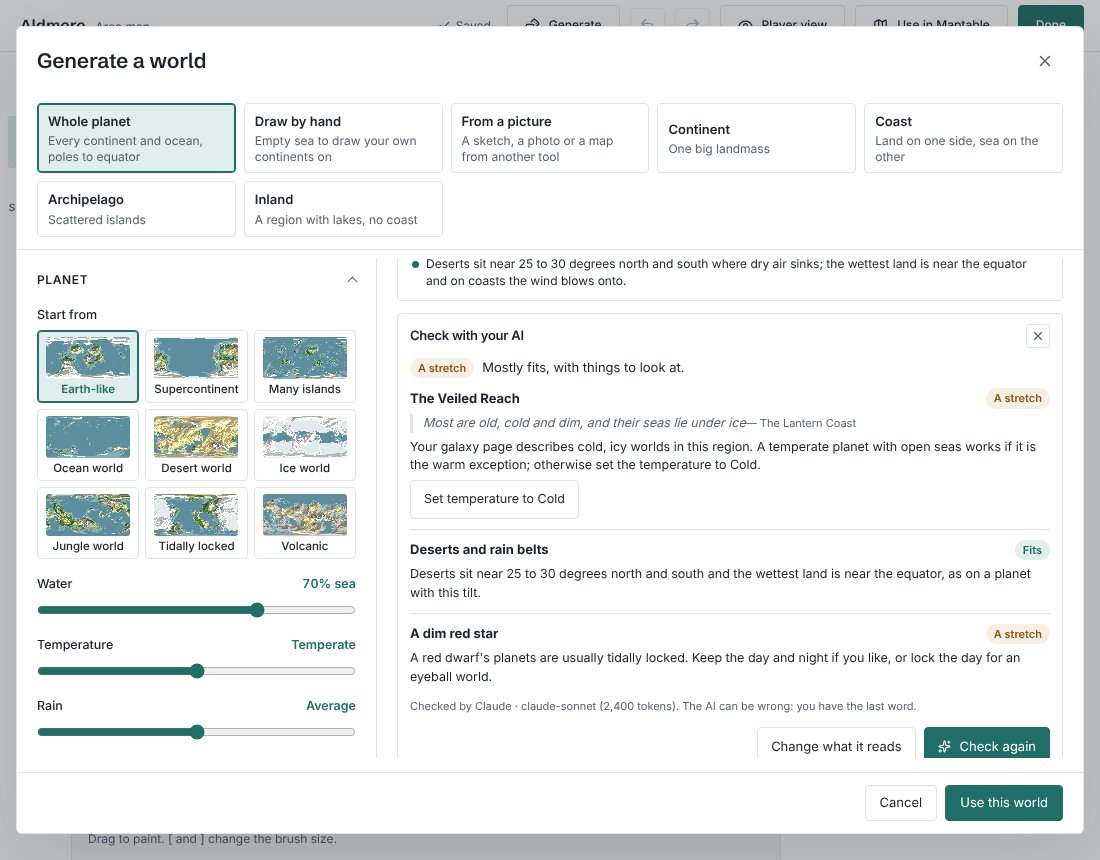 Aldmere Area map
Saved
Generate
Player view
Use in Maptable
Done
Generate a world
Whole planet
Every continent and ocean,
poles to equator
Draw by hand
Empty sea to draw your own
continents on
From a picture
A sketch, a photo or a map
from another tool
Continent
One big landmass
Coast
Land on one side, sea on the
other
Archipelago
Scattered islands
Inland
A region with lakes, no coast
PLANET
Start from
Earth-like
Supercontinent
Many islands
Ocean world
Desert world
Ice world
Jungle world
Tidally locked
Volcanic
Water 70% sea
Temperature Temperate
Rain Average
Deserts sit near 25 to 30 degrees north and south where dry air sinks; the wettest land is near the equator
and on coasts the wind blows onto.
Check with your AI
A stretch Mostly fits, with things to look at.
The Veiled Reach A stretch
Most are old, cold and dim, and their seas lie under ice— The Lantern Coast
Your galaxy page describes cold, icy worlds in this region. A temperate planet with open seas works if it is
the warm exception; otherwise set the temperature to Cold.
Set temperature to Cold
Deserts and rain belts Fits
Deserts sit near 25 to 30 degrees north and south and the wettest land is near the equator, as on a planet
with this tilt.
A dim red star A stretch
A red dwarf's planets are usually tidally locked. Keep the day and night if you like, or lock the day for an
eyeball world.
Checked by Claude · claude-sonnet (2,400 tokens). The AI can be wrong: you have the last word.
Change what it reads
Check again
Cancel
Use this world
Drag to paint. [ and ] change the brush size.